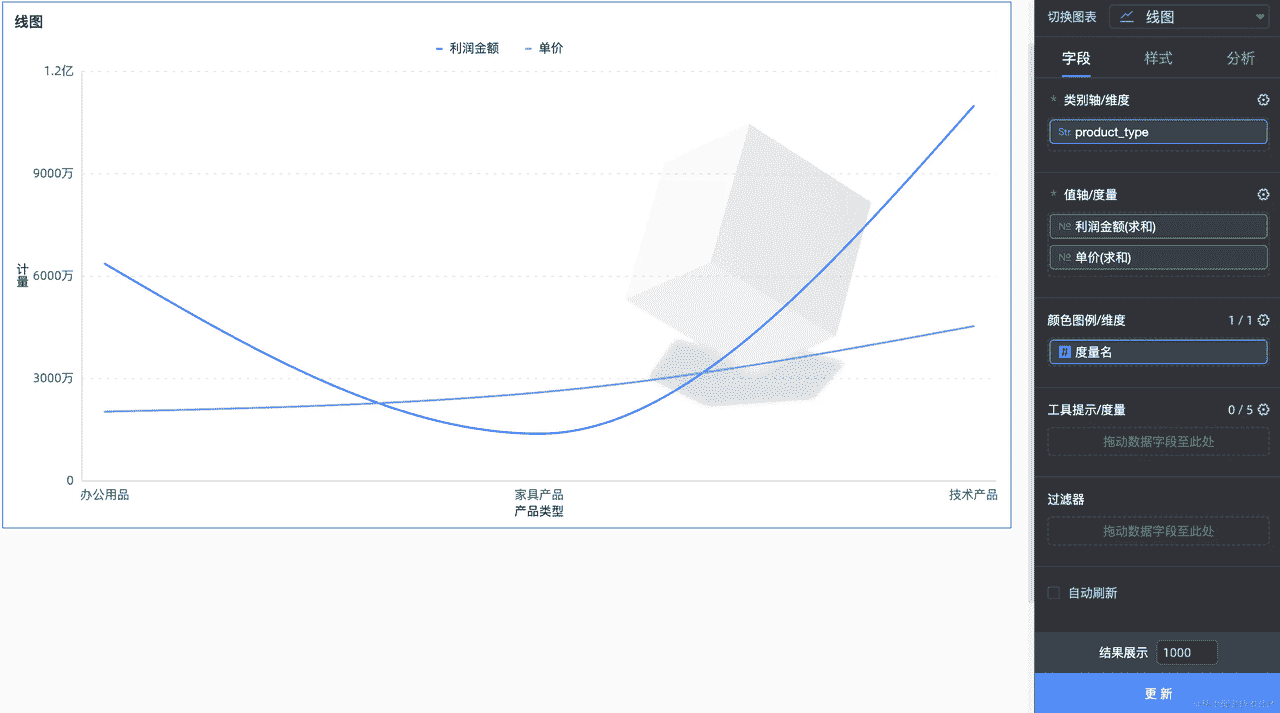 线图
利润金额 单价
1.2亿
9000万
6000万
3000万
0
计量
办公用品 家具产品 技术产品
产品类型
切换图表 线图
字段 样式 分析
* 类别轴/维度
Str product_type
* 值轴/度量
№ 利润金额(求和)
№ 单价(求和)
颜色图例/维度 1 / 1
# 度量名
工具提示/度量 0 / 5
拖动数据字段至此处
过滤器
拖动数据字段至此处
自动刷新
结果展示 1000
更 新